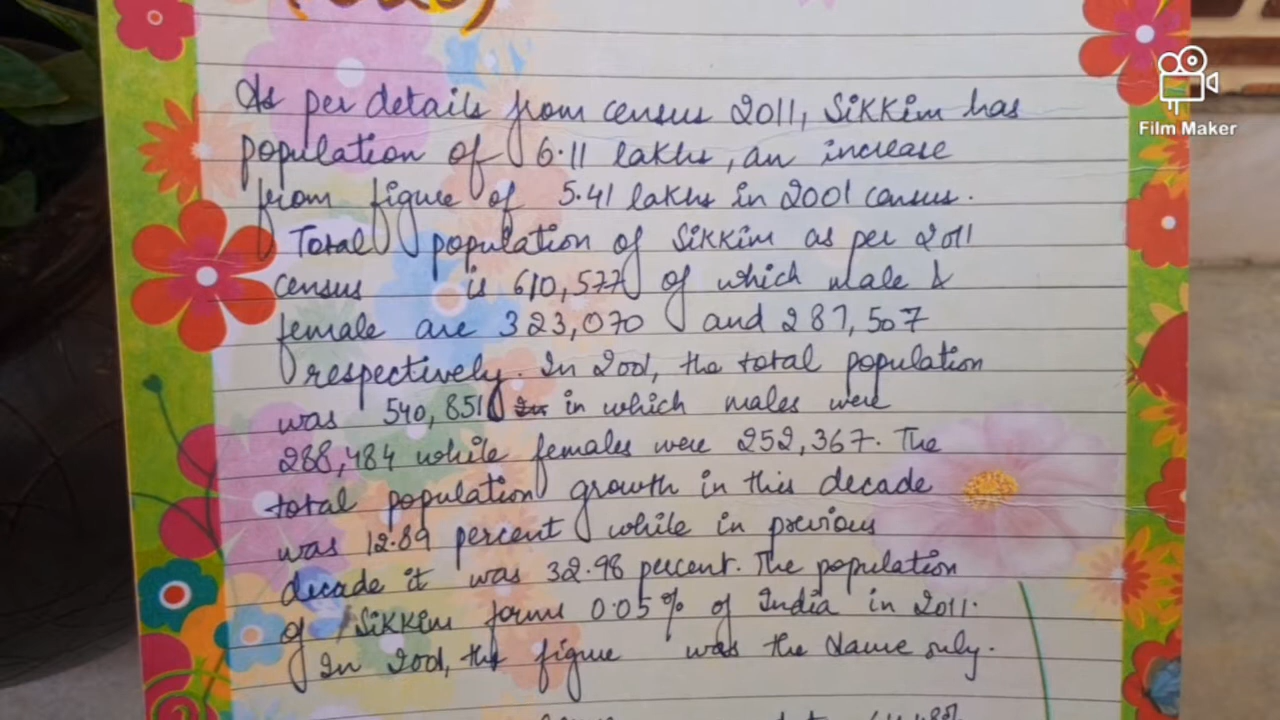 As per details from census 2011, Sikkim has
population of 6.11 lakhs, an increase
from figure of 5.41 lakhs in 2001 census.
Total population of Sikkim as per 2011
census is 610,577 of which male &
female are 323,070 and 287,507
respectively. In 2001, the total population
was 540,851 in which males were
288,484 while females were 252,367. The
total population growth in this decade
was 12.89 percent while in previous
decade it was 32.98 percent. The population
of Sikkim forms 0.05% of India in 2011.
In 2001, the figure was the same only.
Film Maker